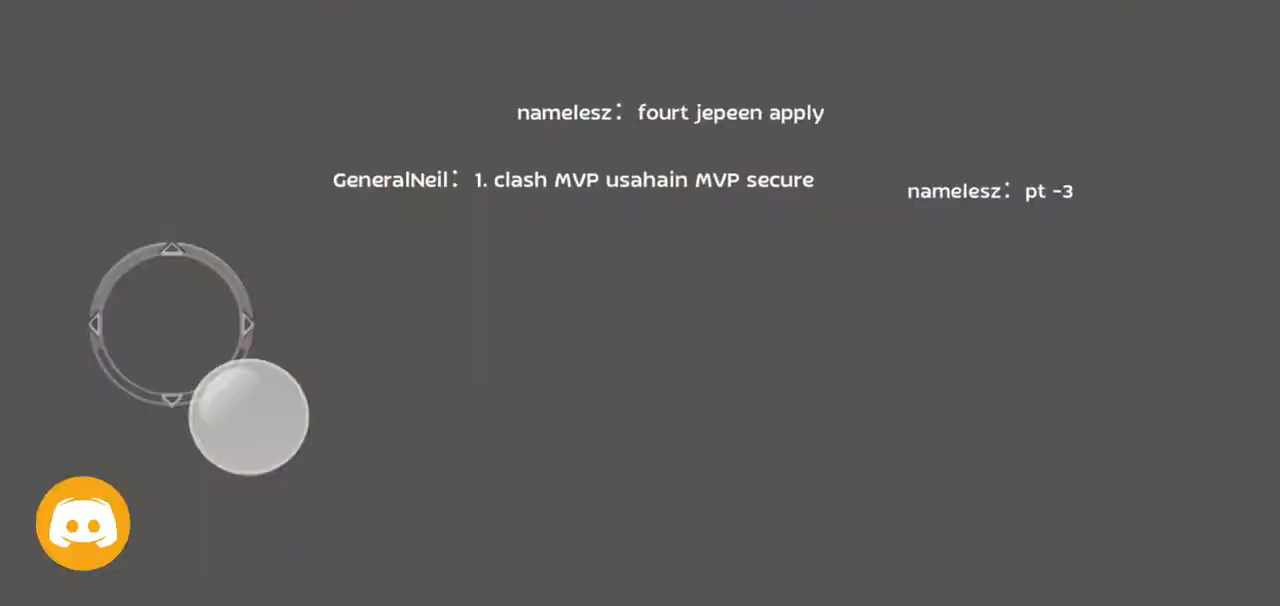 namelesz: fourt jepeen apply
GeneralNeil: 1. clash MVP usahain MVP secure
namelesz: pt -3